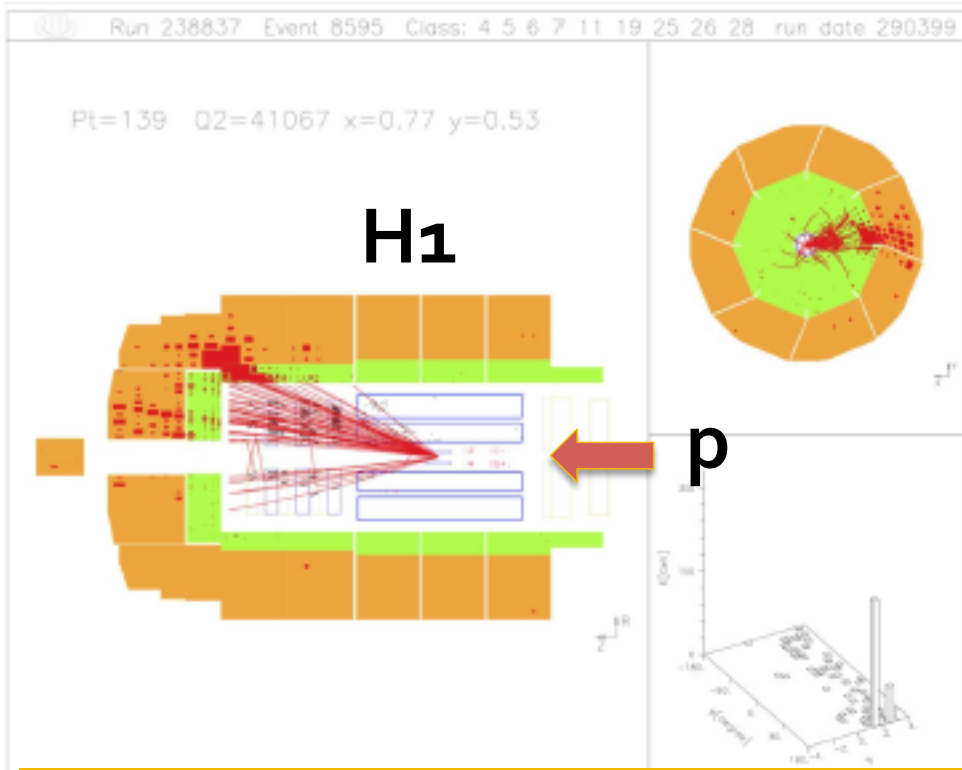 Run 238837 Event 8595 Class: 4 5 6 7 11 19 25 26 28 run date 290399
Pt=139 Q2=41067 x=0.77 y=0.53
H1
p
R
Z